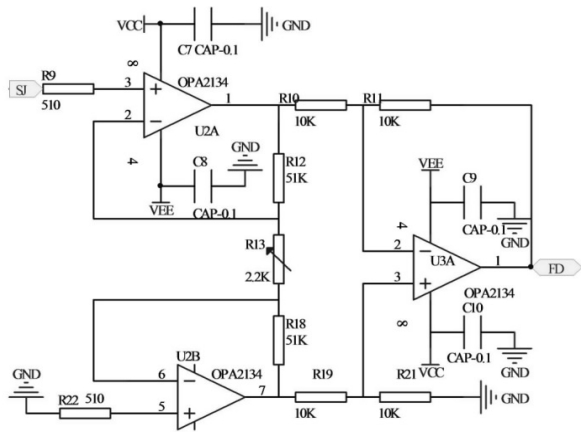 VCC
GND
C7 CAP-0.1
8
OPA2134
R9
SJ
3
510
1
R10
R11
10K
10K
2
U2A
GND
C8
4
R12
51K
VEE
CAP-0.1
VEE
C9
R13
2.2K
4
CAP-0.1
GND
2
U3A
1
3
FD
OPA2134
R18
51K
C10
8
CAP-0.1
GND
VCC
U2B
OPA2134
GND
6
7
R19
R21
R22 510
5
10K
10K
GND